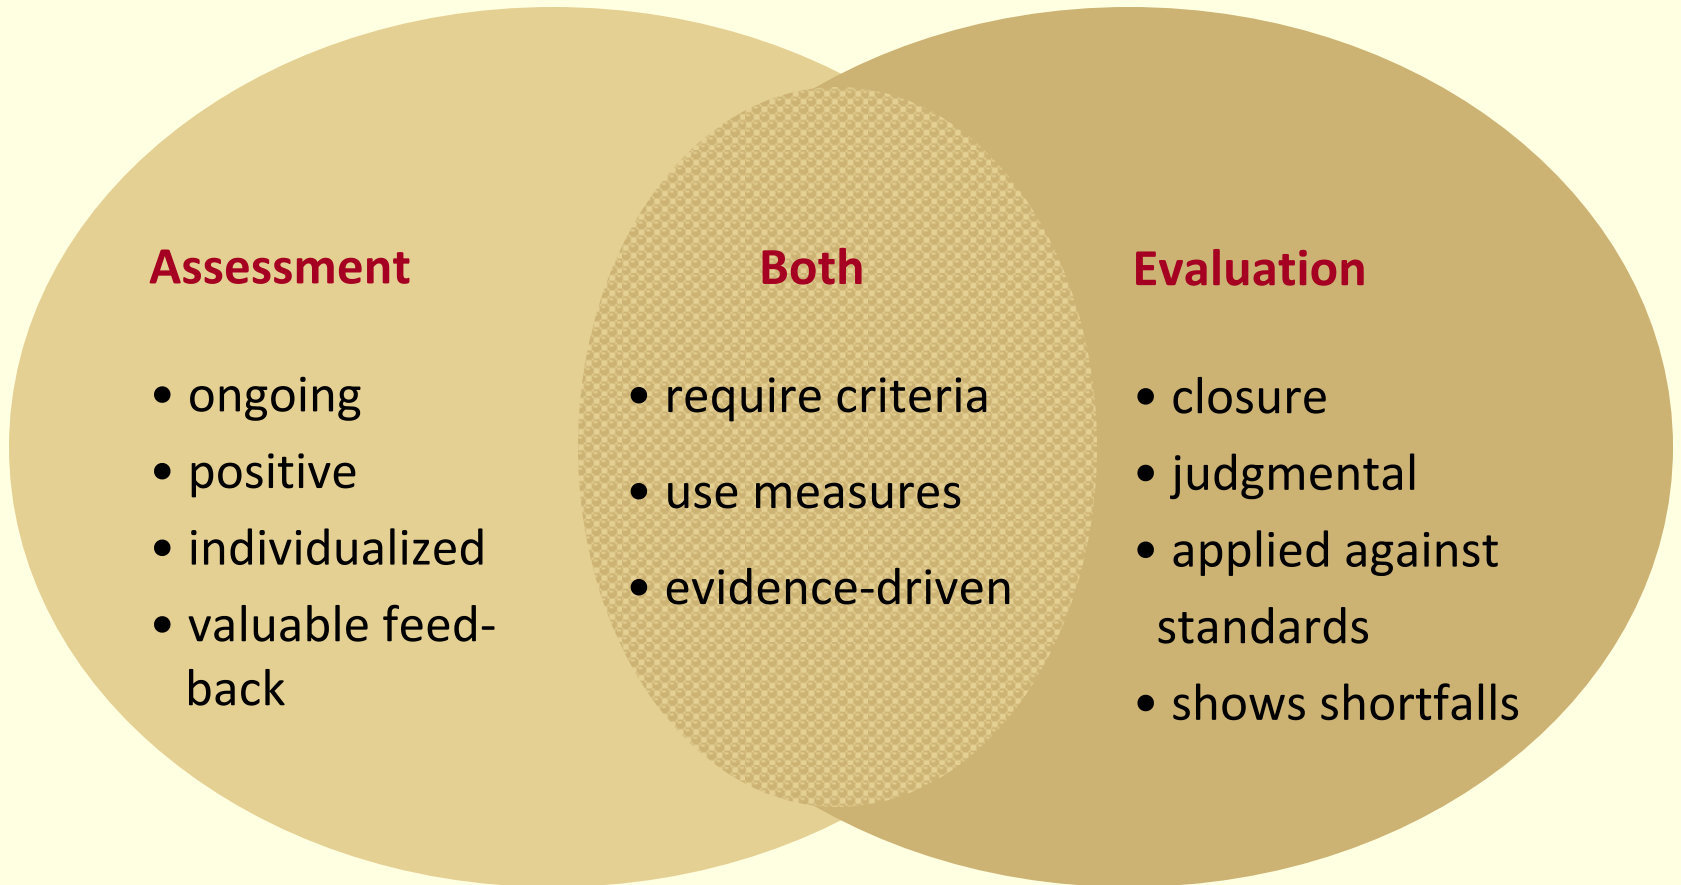 Assessment
• ongoing
• positive
• individualized
• valuable feed-
back
Both
• require criteria
• use measures
• evidence-driven
Evaluation
• closure
• judgmental
• applied against
standards
• shows shortfalls